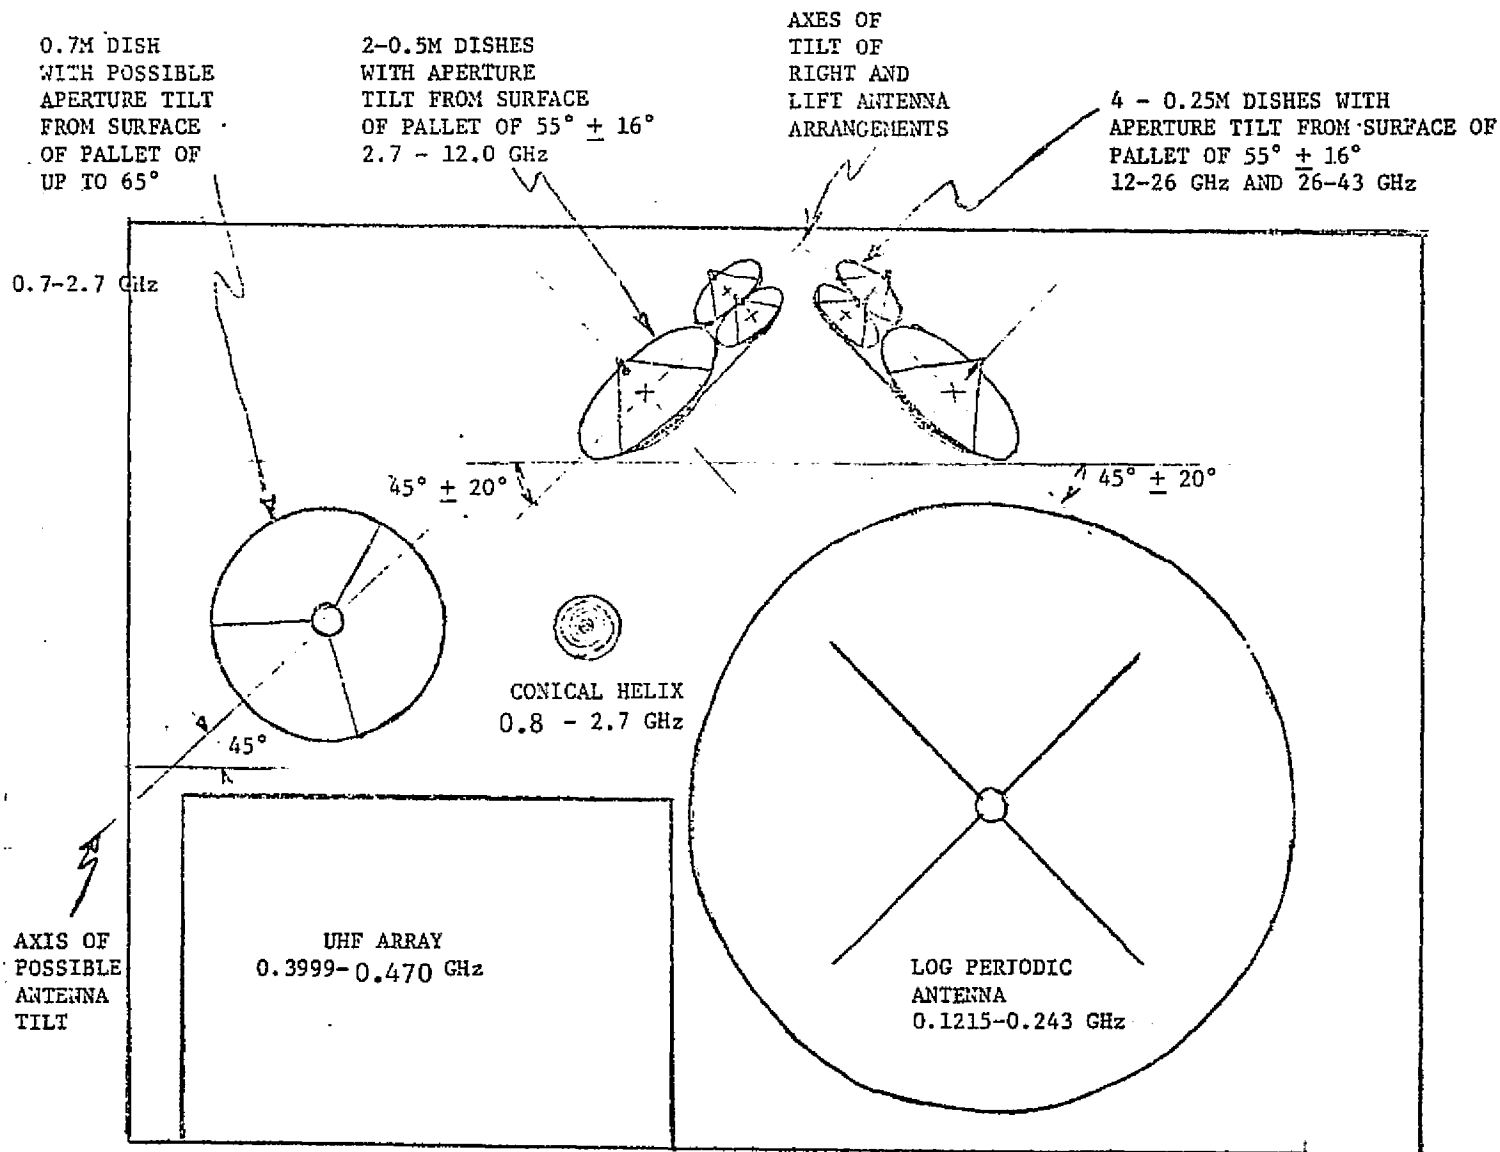 0.7M DISH
WITH POSSIBLE
APERTURE TILT
FROM SURFACE
OF PALLET OF
UP TO 65°
0.7-2.7 GHz
2-0.5M DISHES
WITH APERTURE
TILT FROM SURFACE
OF PALLET OF 55° ± 16°
2.7 - 12.0 GHz
AXES OF
TILT OF
RIGHT AND
LIFT ANTENNA
ARRANGEMENTS
4 - 0.25M DISHES WITH
APERTURE TILT FROM SURFACE OF
PALLET OF 55° ± 16°
12-26 GHz AND 26-43 GHz
45° ± 20°
45° ± 20°
CONICAL HELIX
0.8 - 2.7 GHz
45°
AXIS OF
POSSIBLE
ANTENNA
TILT
UHF ARRAY
0.3999-0.470 GHz
LOG PERIODIC
ANTENNA
0.1215-0.243 GHz